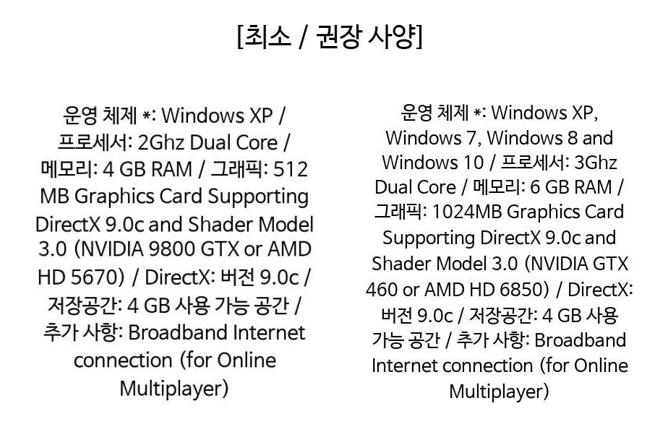 [최소 / 권장 사양]
운영 체제 *: Windows XP /
프로세서: 2Ghz Dual Core /
메모리: 4 GB RAM / 그래픽: 512
MB Graphics Card Supporting
DirectX 9.0c and Shader Model
3.0 (NVIDIA 9800 GTX or AMD
HD 5670) / DirectX: 버전 9.0c /
저장공간: 4 GB 사용 가능 공간 /
추가 사항: Broadband Internet
connection (for Online
Multiplayer)
운영 체제 *: Windows XP,
Windows 7, Windows 8 and
Windows 10 / 프로세서: 3Ghz
Dual Core / 메모리: 6 GB RAM /
그래픽: 1024MB Graphics Card
Supporting DirectX 9.0c and
Shader Model 3.0 (NVIDIA GTX
460 or AMD HD 6850) / DirectX:
버전 9.0c / 저장공간: 4 GB 사용
가능 공간 / 추가 사항: Broadband
Internet connection (for Online
Multiplayer)